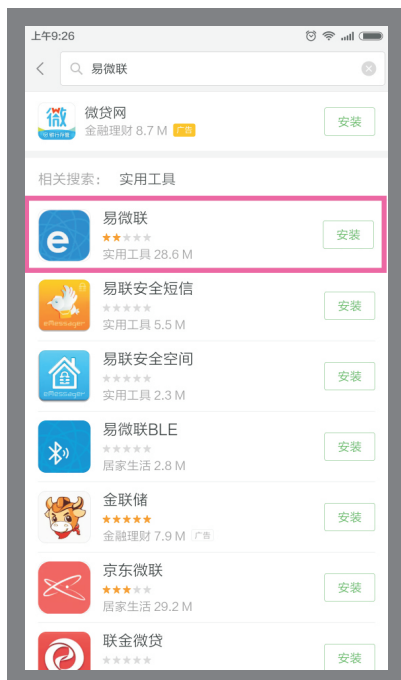 上午9:26
易微联
微
微贷网
金融理财 8.7 M 广告
安装
相关搜索： 实用工具
e
易微联
实用工具 28.6 M
安装
易联安全短信
实用工具 5.5 M
安装
eMessager
易联安全空间
实用工具 2.3 M
安装
eMessager
易微联BLE
居家生活 2.8 M
安装
金联储
金融理财 7.9 M 广告
安装
京东微联
居家生活 29.2 M
安装
联金微贷
安装